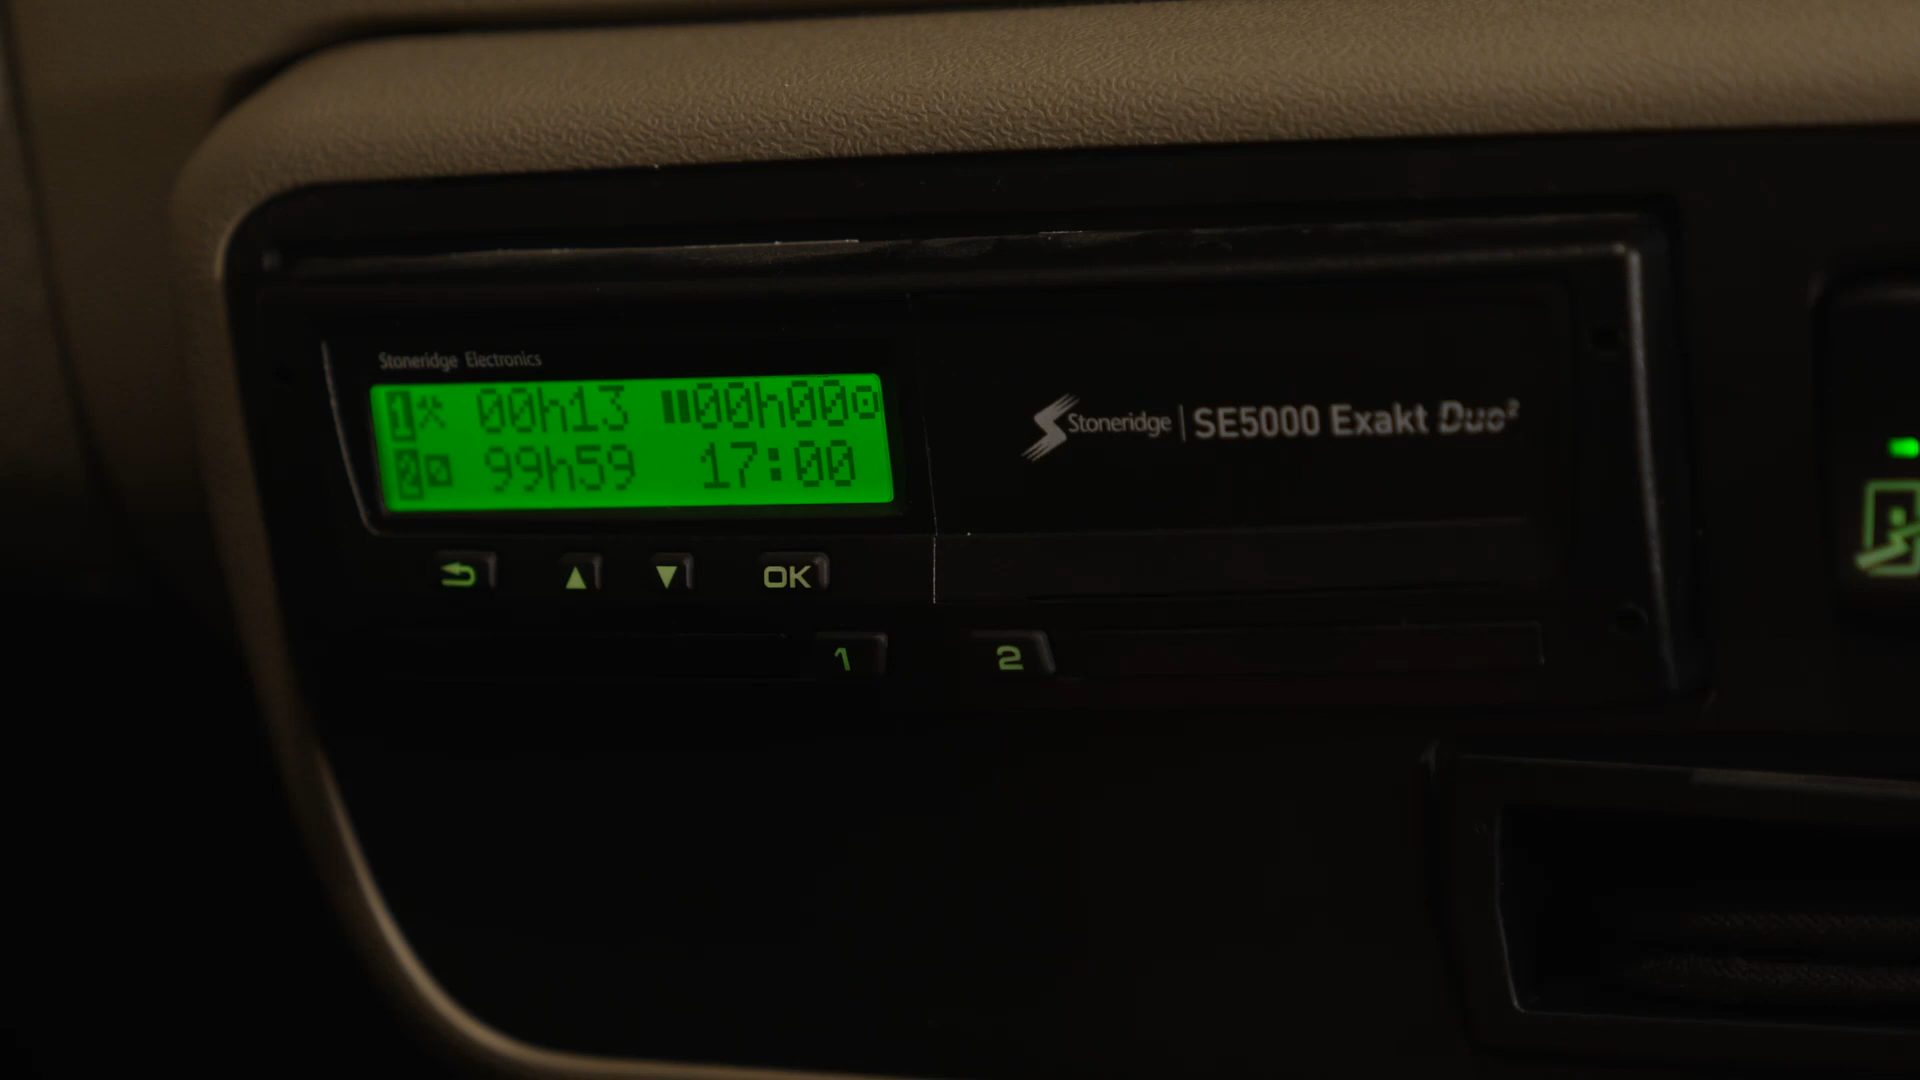 Stoneridge Electronics
1 00h13 00h00
2 99h59 17:00
Stoneridge | SE5000 Exakt Duo²
OK
1 2